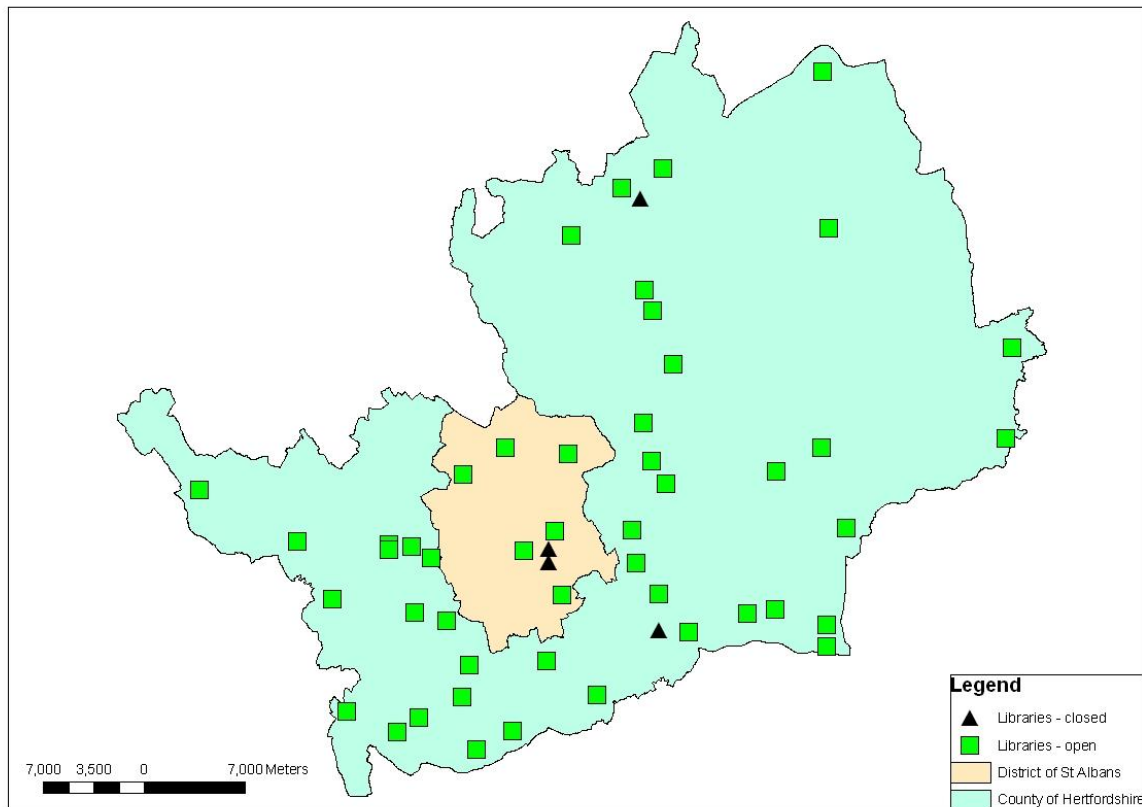 Legend
Libraries - closed
Libraries - open
District of St Albans
County of Hertfordshire
7,000 3,500 0 7,000 Meters